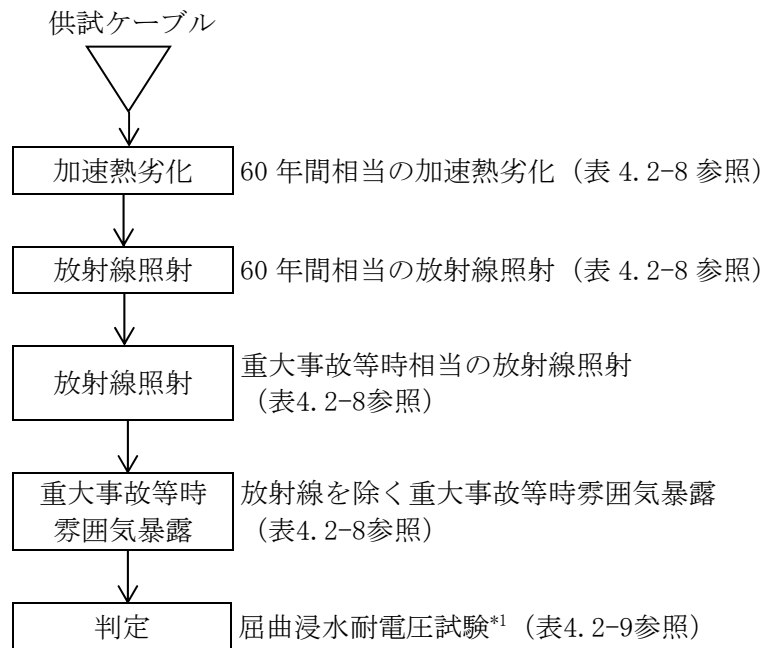 供試ケーブル
加速熱劣化 60 年間相当の加速熱劣化（表 4.2-8 参照）
放射線照射 60 年間相当の放射線照射（表 4.2-8 参照）
放射線照射 重大事故等時相当の放射線照射
（表4.2-8参照）
重大事故等時
雰囲気暴露
放射線を除く重大事故等時雰囲気暴露
（表4.2-8参照）
判定 屈曲浸水耐電圧試験*1（表4.2-9参照）